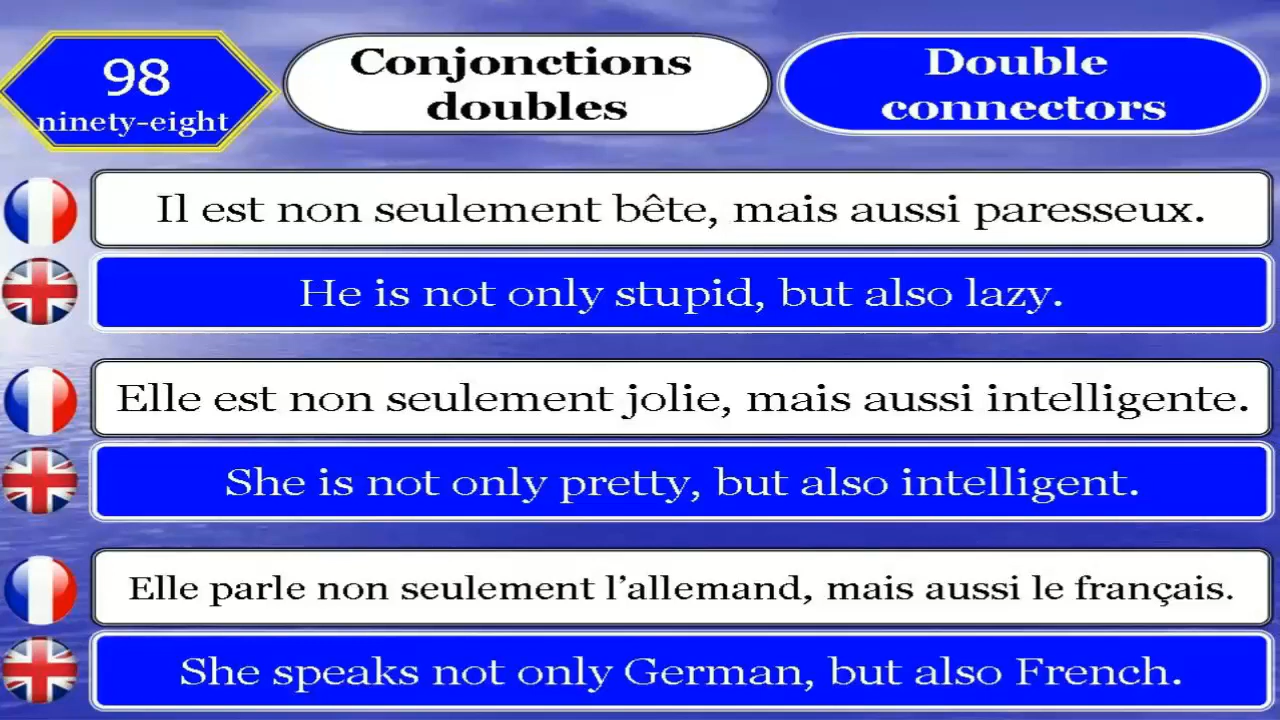 98
ninety-eight
Conjonctions
doubles
Double
connectors
Il est non seulement bête, mais aussi paresseux.
He is not only stupid, but also lazy.
Elle est non seulement jolie, mais aussi intelligente.
She is not only pretty, but also intelligent.
Elle parle non seulement l’allemand, mais aussi le français.
She speaks not only German, but also French.